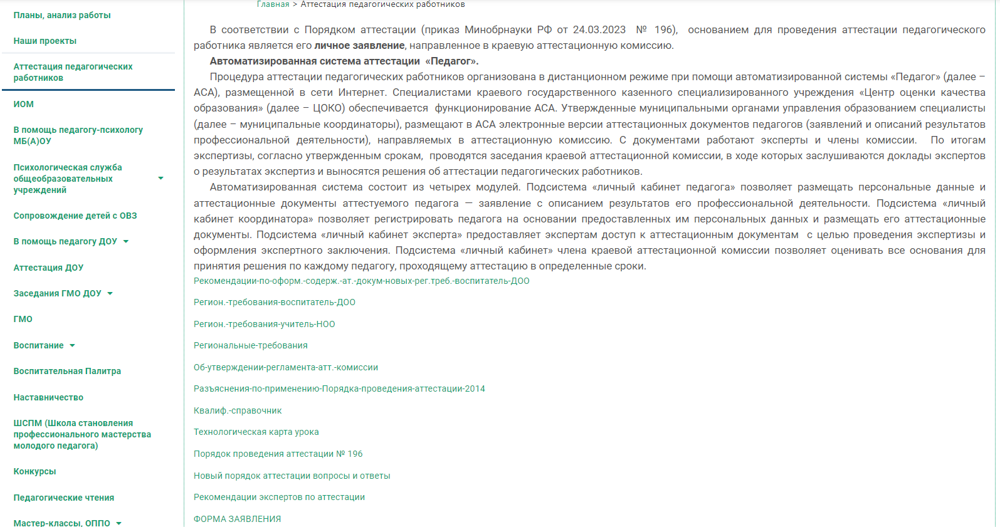 Главная > Аттестация педагогических работников
Планы, анализ работы
Наши проекты
Аттестация педагогических
работников
ИОМ
В помощь педагогу-психологу
МБ(А)ОУ
Психологическая служба
общеобразовательных
учреждений
Сопровождение детей с ОВЗ
В помощь педагогу ДОУ
Аттестация ДОУ
Заседания ГМО ДОУ
ГМО
Воспитание
Воспитательная Палитра
Наставничество
ШСПМ (Школа становления
профессионального мастерства
молодого педагога)
Конкурсы
Педагогические чтения
Мастер-классы, ОППО
В соответствии с Порядком аттестации (приказ Минобрнауки РФ от 24.03.2023 № 196), основанием для проведения аттестации педагогического
работника является его личное заявление, направленное в краевую аттестационную комиссию.
Автоматизированная система аттестации «Педагог».
Процедура аттестации педагогических работников организована в дистанционном режиме при помощи автоматизированной системы «Педагог» (далее –
АСА), размещенной в сети Интернет. Специалистами краевого государственного казенного специализированного учреждения «Центр оценки качества
образования» (далее – ЦОКО) обеспечивается функционирование АСА. Утвержденные муниципальными органами управления образованием специалисты
(далее – муниципальные координаторы), размещают в АСА электронные версии аттестационных документов педагогов (заявлений и описаний результатов
профессиональной деятельности), направляемых в аттестационную комиссию. С документами работают эксперты и члены комиссии. По итогам
экспертизы, согласно утвержденным срокам, проводятся заседания краевой аттестационной комиссии, в ходе которых заслушиваются доклады экспертов
о результатах экспертиз и выносятся решения об аттестации педагогических работников.
Автоматизированная система состоит из четырех модулей. Подсистема «личный кабинет педагога» позволяет размещать персональные данные и
аттестационные документы аттестуемого педагога — заявление с описанием результатов его профессиональной деятельности. Подсистема «личный
кабинет координатора» позволяет регистрировать педагога на основании предоставленных им персональных данных и размещать его аттестационные
документы. Подсистема «личный кабинет эксперта» предоставляет экспертам доступ к аттестационным документам с целью проведения экспертизы и
оформления экспертного заключения. Подсистема «личный кабинет» члена краевой аттестационной комиссии позволяет оценивать все основания для
принятия решения по каждому педагогу, проходящему аттестацию в определенные сроки.
Рекомендации-по-оформ.-содерж.-ат.-докум-новых-рег.треб.-воспитатель-ДОО
Регион.-требования-воспитатель-ДОО
Регион.-требования-учитель-НОО
Региональные-требования
Об-утверждении-регламента-атт.-комиссии
Разъяснения-по-применению-Порядка-проведения-аттестации-2014
Квалиф.-справочник
Технологическая карта урока
Порядок проведения аттестации № 196
Новый порядок аттестации вопросы и ответы
Рекомендации экспертов по аттестации
ФОРМА ЗАЯВЛЕНИЯ